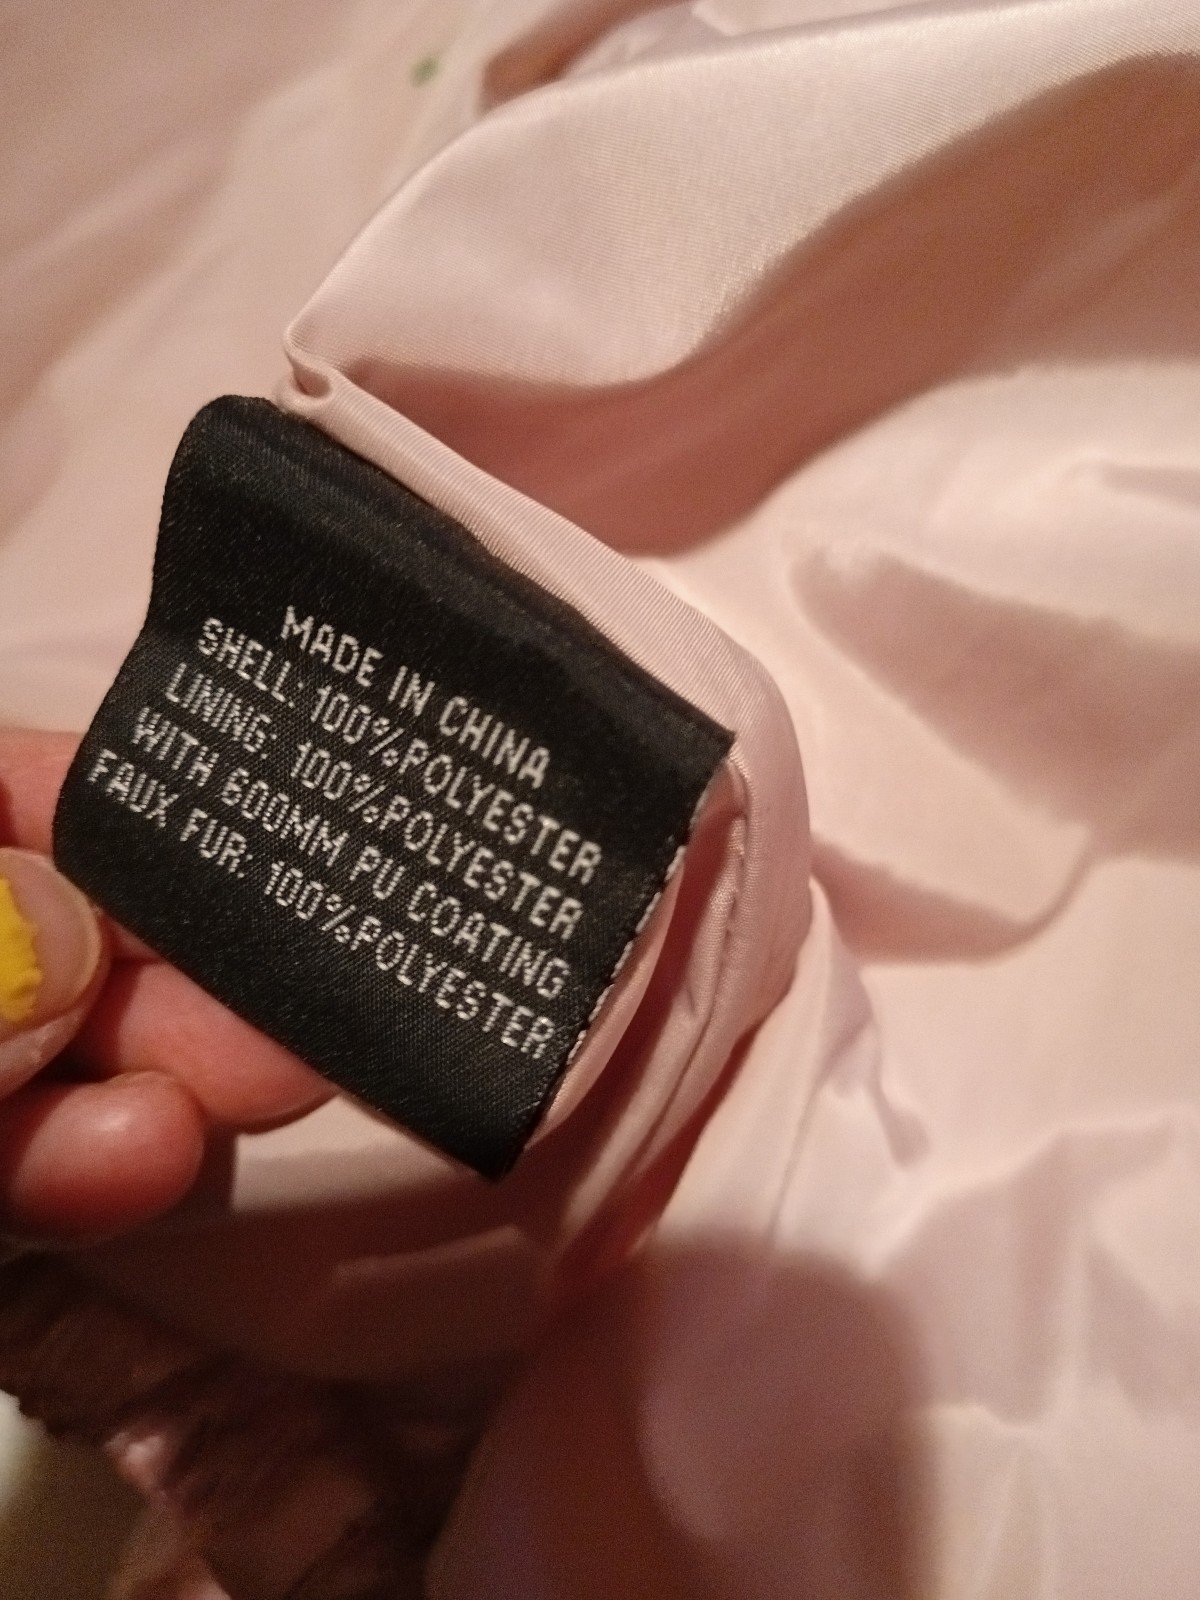 MADE IN CHINA
SHELL: 100%POLYESTER
LINING: 100%POLYESTER
WITH 600MM PU COATING
FAUX FUR: 100%POLYESTER